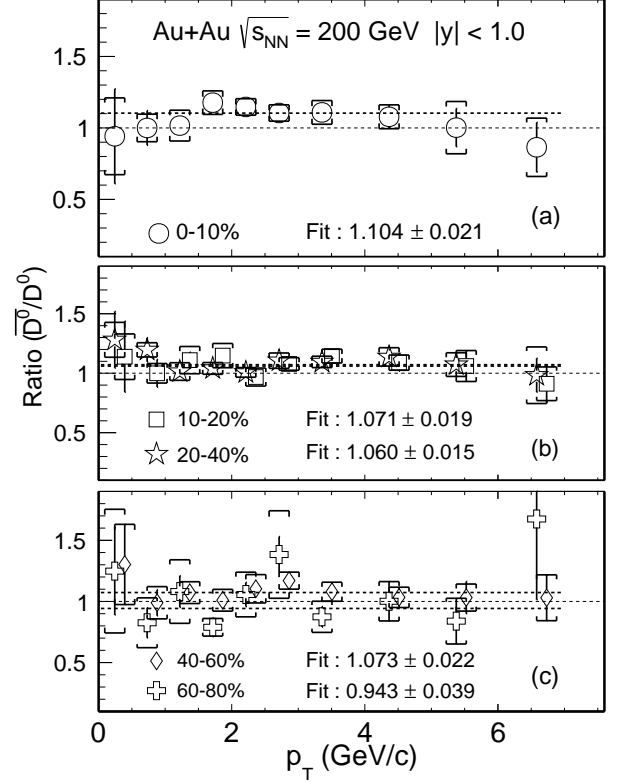 Au+Au √s_NN = 200 GeV |y| < 1.0
1.5
1
0.5
0-10%
Fit : 1.104 ± 0.021
(a)
Ratio (D̅⁰/D⁰)
1.5
1
0.5
10-20%
Fit : 1.071 ± 0.019
20-40%
Fit : 1.060 ± 0.015
(b)
1.5
1
0.5
40-60%
Fit : 1.073 ± 0.022
60-80%
Fit : 0.943 ± 0.039
(c)
0 2 4 6
p_T (GeV/c)